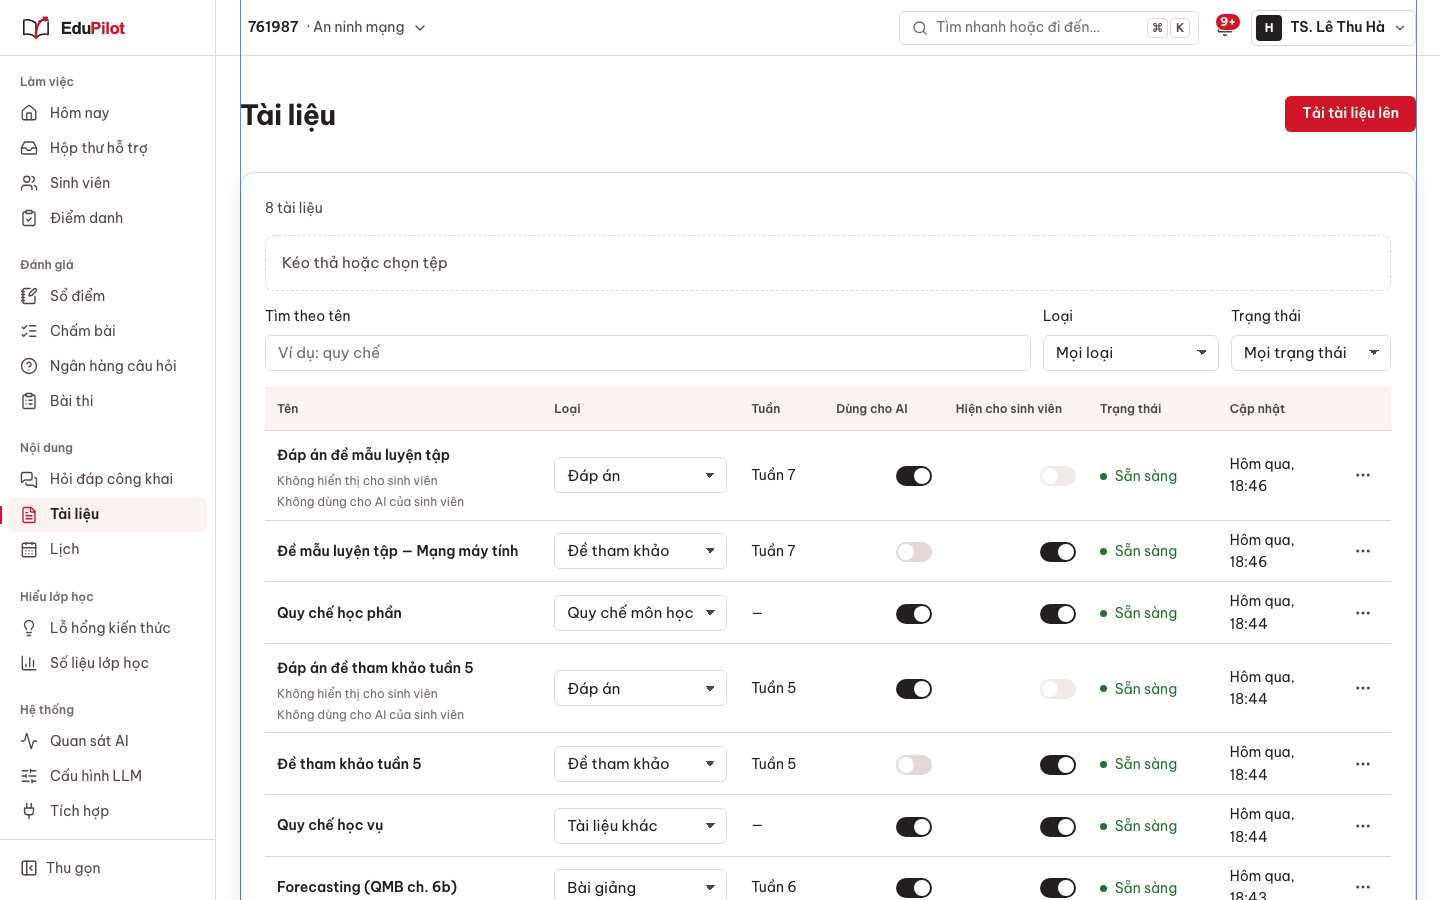 EduPilot
761987 · An ninh mạng
Tìm nhanh hoặc đi đến...
⌘ K
9+
H
TS. Lê Thu Hà
Làm việc
Hôm nay
Hộp thư hỗ trợ
Sinh viên
Điểm danh
Đánh giá
Sổ điểm
Chấm bài
Ngân hàng câu hỏi
Bài thi
Nội dung
Hỏi đáp công khai
Tài liệu
Lịch
Hiểu lớp học
Lỗ hổng kiến thức
Số liệu lớp học
Hệ thống
Quan sát AI
Cấu hình LLM
Tích hợp
Thu gọn
Tài liệu
Tải tài liệu lên
8 tài liệu
Kéo thả hoặc chọn tệp
Tìm theo tên
Loại
Trạng thái
Ví dụ: quy chế
Mọi loại
Mọi trạng thái
Tên Loại Tuần Dùng cho AI Hiện cho sinh viên Trạng thái Cập nhật
Đáp án đề mẫu luyện tập
Không hiển thị cho sinh viên
Không dùng cho AI của sinh viên
Đáp án
Tuần 7
Sẵn sàng
Hôm qua,
18:46
Đề mẫu luyện tập — Mạng máy tính
Đề tham khảo
Tuần 7
Sẵn sàng
Hôm qua,
18:46
Quy chế học phần
Quy chế môn học
—
Sẵn sàng
Hôm qua,
18:44
Đáp án đề tham khảo tuần 5
Không hiển thị cho sinh viên
Không dùng cho AI của sinh viên
Đáp án
Tuần 5
Sẵn sàng
Hôm qua,
18:44
Đề tham khảo tuần 5
Đề tham khảo
Tuần 5
Sẵn sàng
Hôm qua,
18:44
Quy chế học vụ
Tài liệu khác
—
Sẵn sàng
Hôm qua,
18:44
Forecasting (QMB ch. 6b)
Bài giảng
Tuần 6
Sẵn sàng
Hôm qua,
18:43